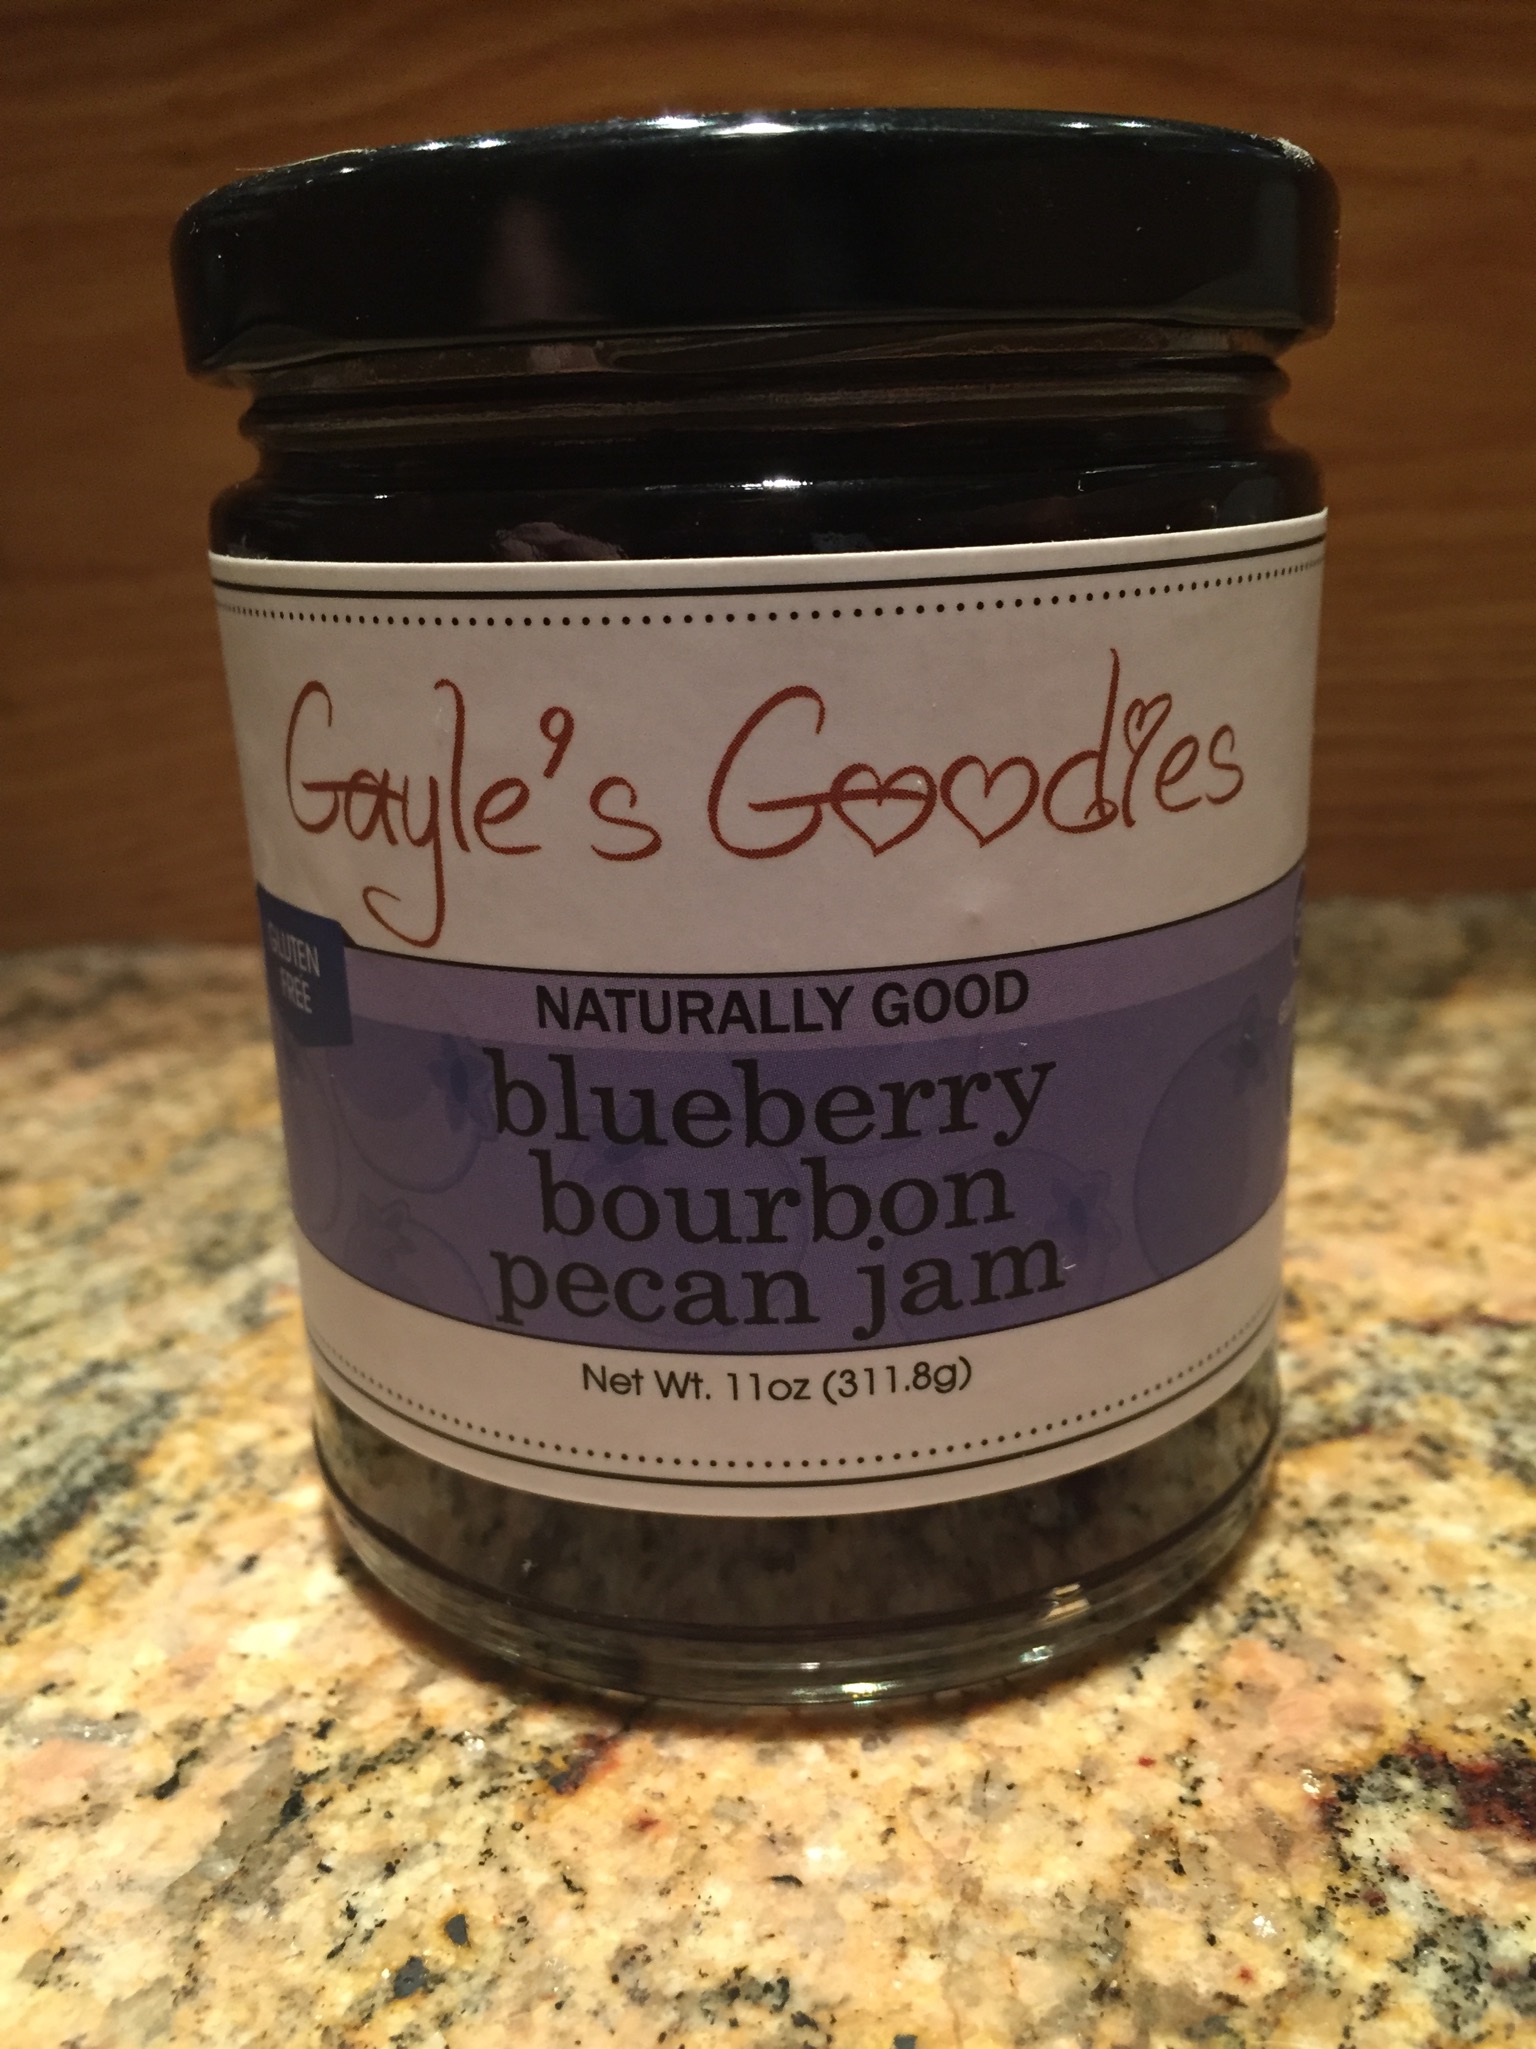 Gayle's Goodies
GLUTEN
FREE
NATURALLY GOOD
blueberry
bourbon
pecan jam
Net Wt. 11oz (311.8g)